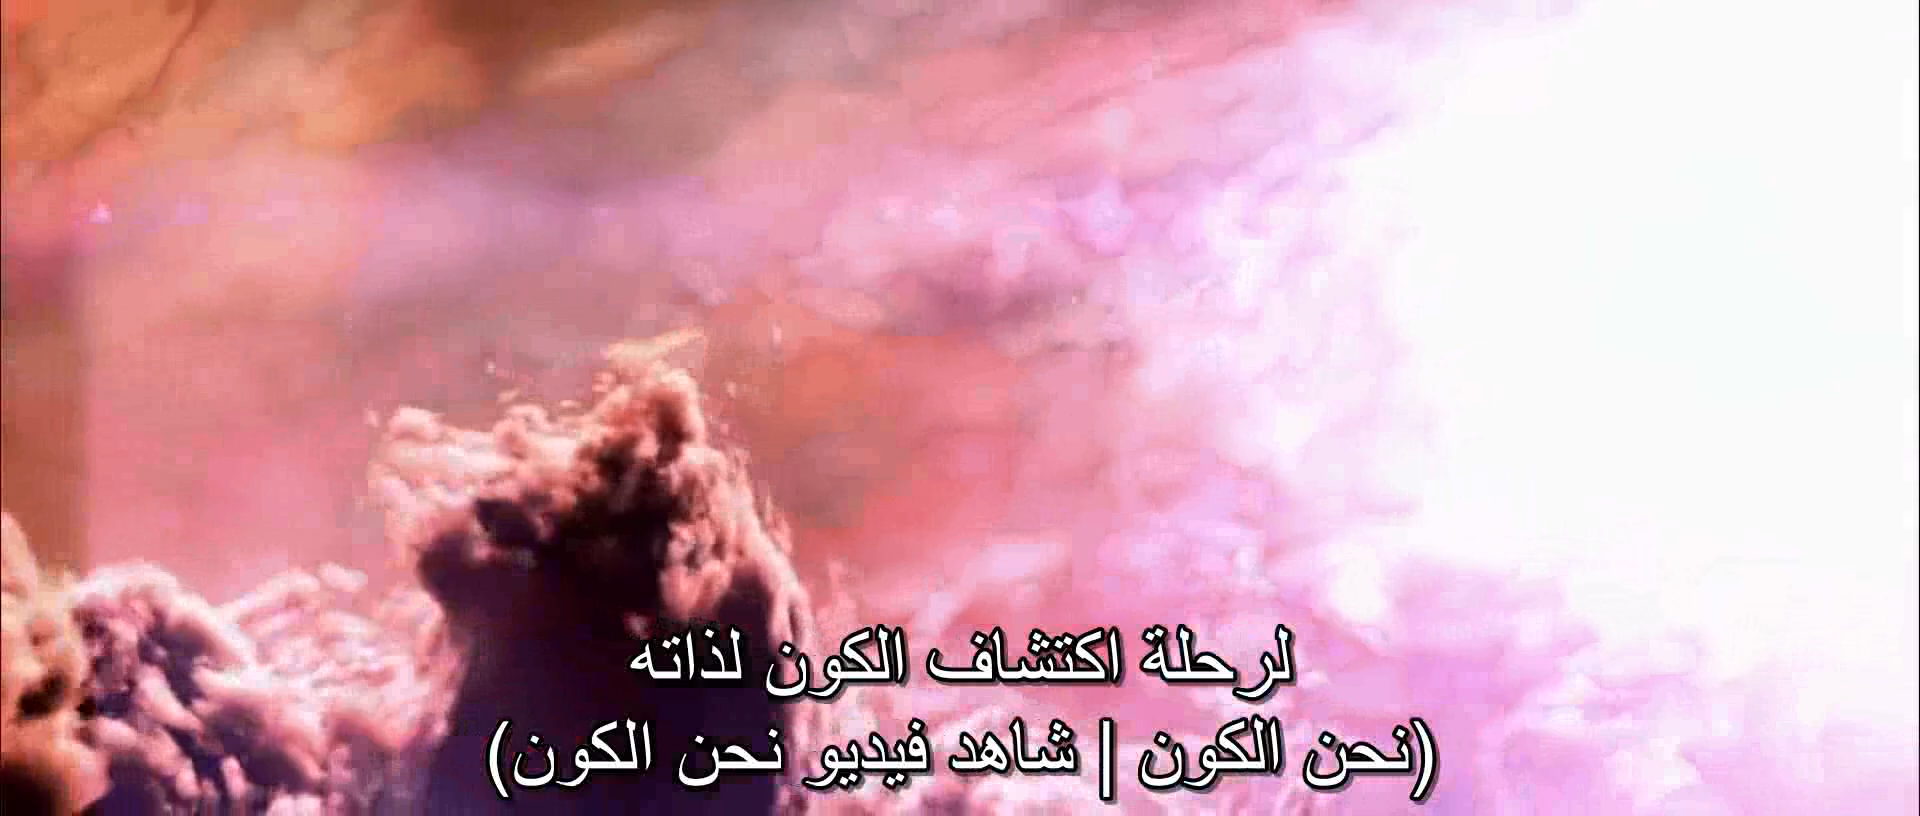 لرحلة اكتشاف الكون لذاته
(نحن الكون | شاهد فيديو نحن الكون)